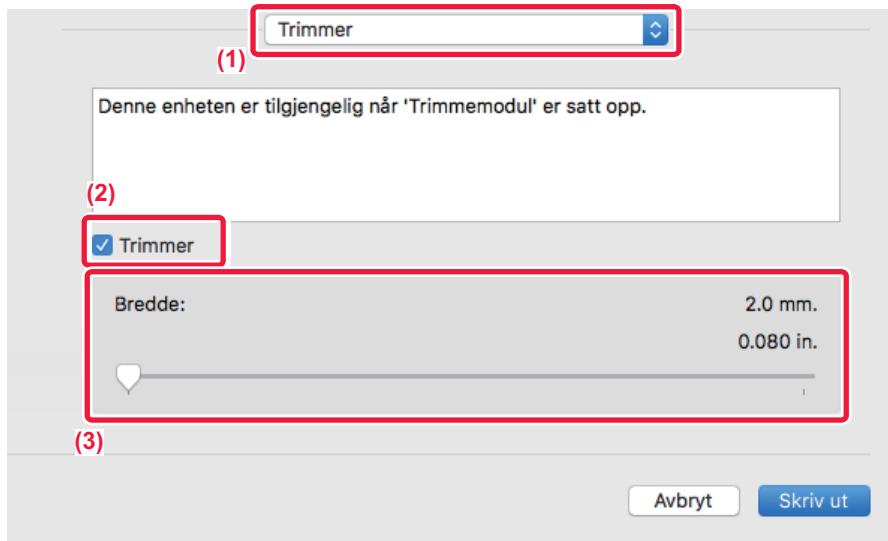 Trimmer
(1)
Denne enheten er tilgjengelig når 'Trimmemodul' er satt opp.
(2)
Trimmer
Bredde: 2.0 mm.
0.080 in.
(3)
Avbryt Skriv ut